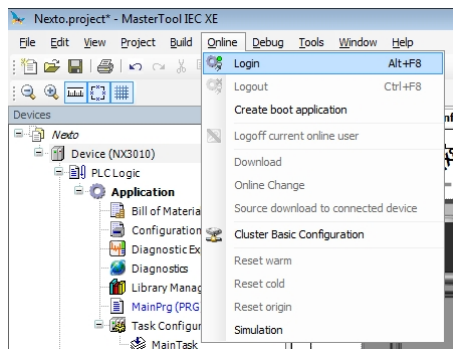 Nexto.project* - MasterTool IEC XE
File Edit View Project Build Online Debug Tools Window Help
Login Alt+F8
Logout Ctrl+F8
Create boot application
Logoff current online user
Download
Online Change
Source download to connected device
Cluster Basic Configuration
Reset warm
Reset cold
Reset origin
Simulation
Devices
Nexto
Device (NX3010)
PLC Logic
Application
Bill of Materia
Configuration
Diagnostic Ex
Diagnostics
Library Manag
MainPrg (PRG
Task Configur
MainTask